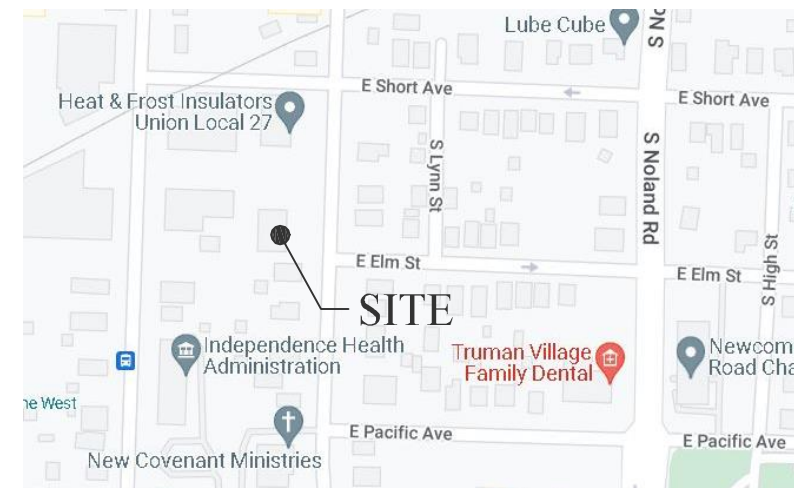 Lube Cube
ON S
E Short Ave
E Short Ave
Heat & Frost Insulators
Union Local 27
S Lynn St
S Noland Rd
E Elm St
E Elm St
S High St
SITE
Independence Health
Administration
Truman Village
Family Dental
Newcom
Road Cha
ne West
E Pacific Ave
E Pacific Ave
New Covenant Ministries